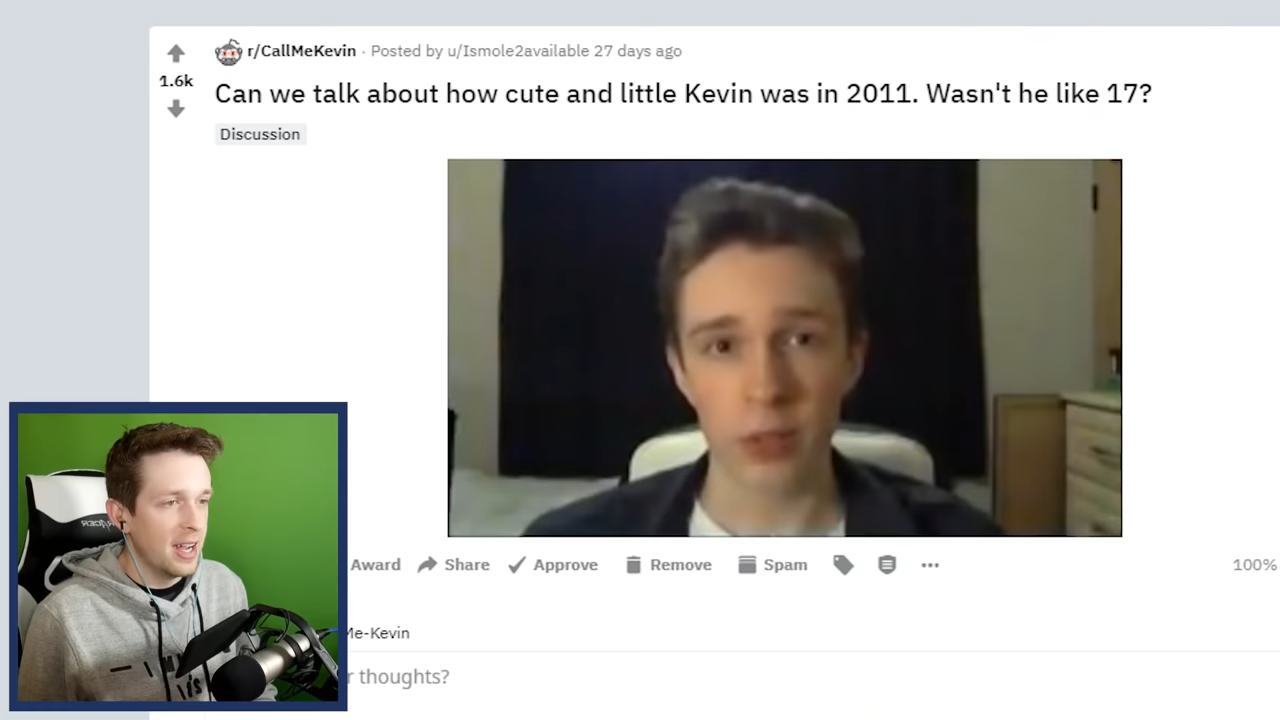 r/CallMeKevin · Posted by u/Ismole2available 27 days ago
1.6k
Can we talk about how cute and little Kevin was in 2011. Wasn't he like 17?
Discussion
Award Share Approve Remove Spam ••• 100%
Me-Kevin
r thoughts?